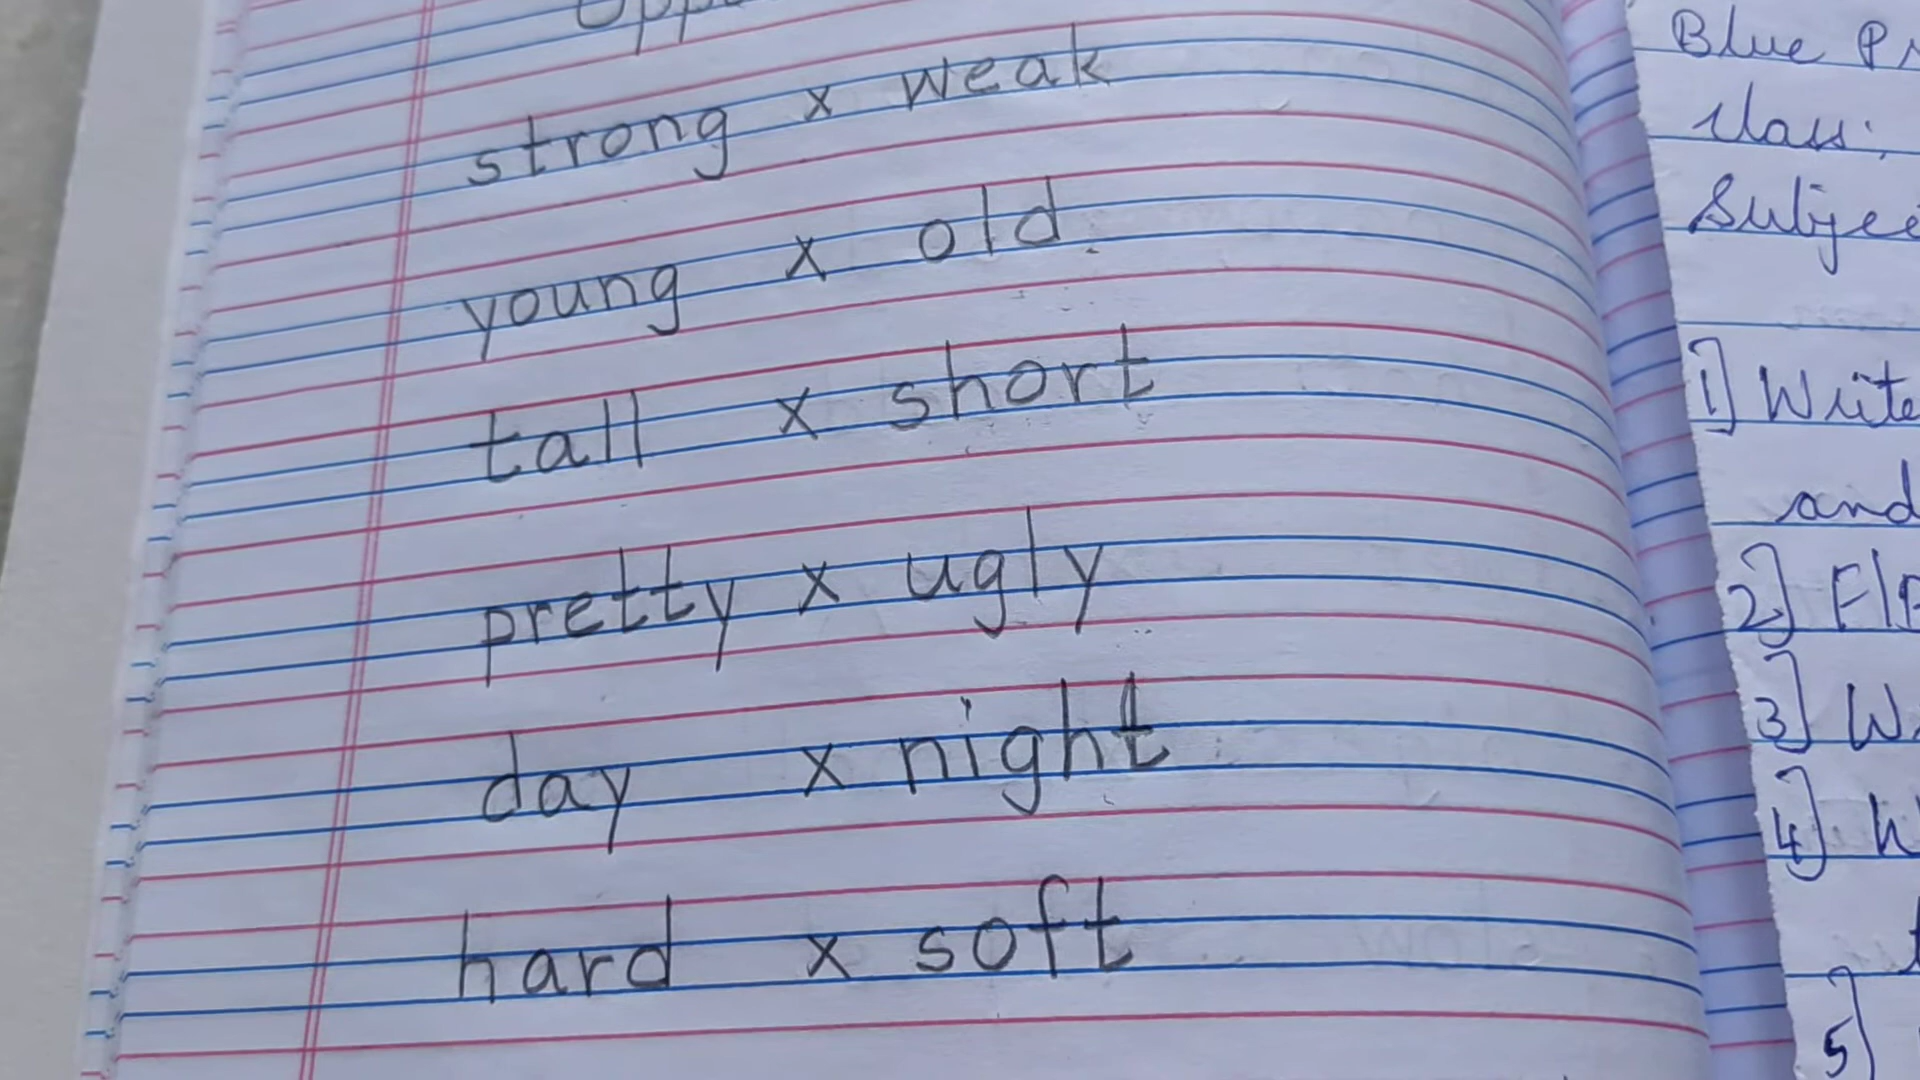 strong x weak
young x old
tall x short
pretty x ugly
day x night
hard x soft
Blue
Class:
1] Write
and
2]
3]
4]
5]